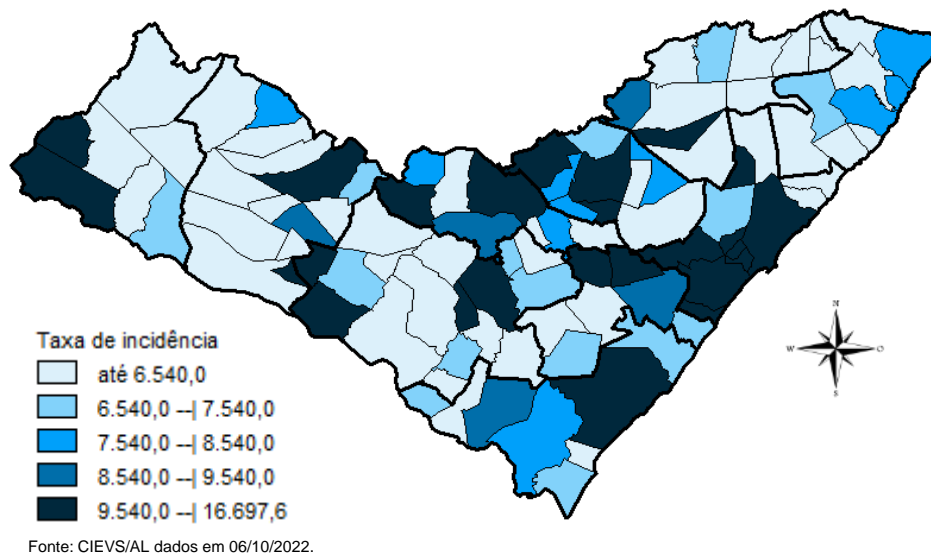 N
W
O
S
Taxa de incidência
até 6.540,0
6.540,0 --| 7.540,0
7.540,0 --| 8.540,0
8.540,0 --| 9.540,0
9.540,0 --| 16.697,6
Fonte: CIEVS/AL dados em 06/10/2022.